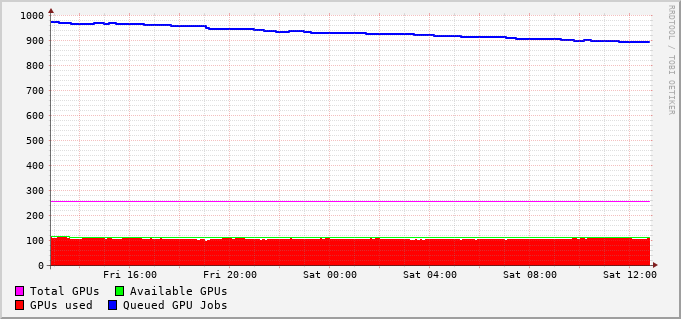 1000
900
800
700
600
500
400
300
200
100
0
Fri 16:00 Fri 20:00 Sat 00:00 Sat 04:00 Sat 08:00 Sat 12:00
Total GPUs Available GPUs
GPUs used Queued GPU Jobs
RRDTOOL / TOBI OETIKER